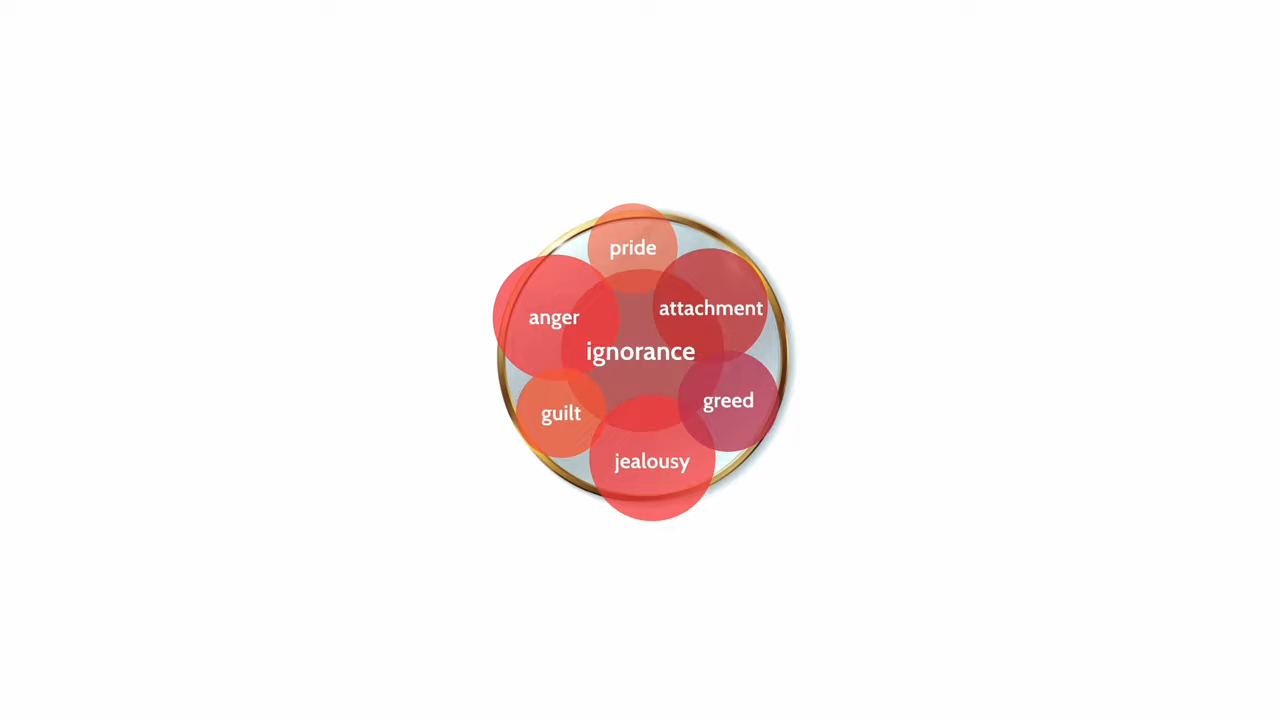 pride
attachment
anger
ignorance
greed
guilt
jealousy